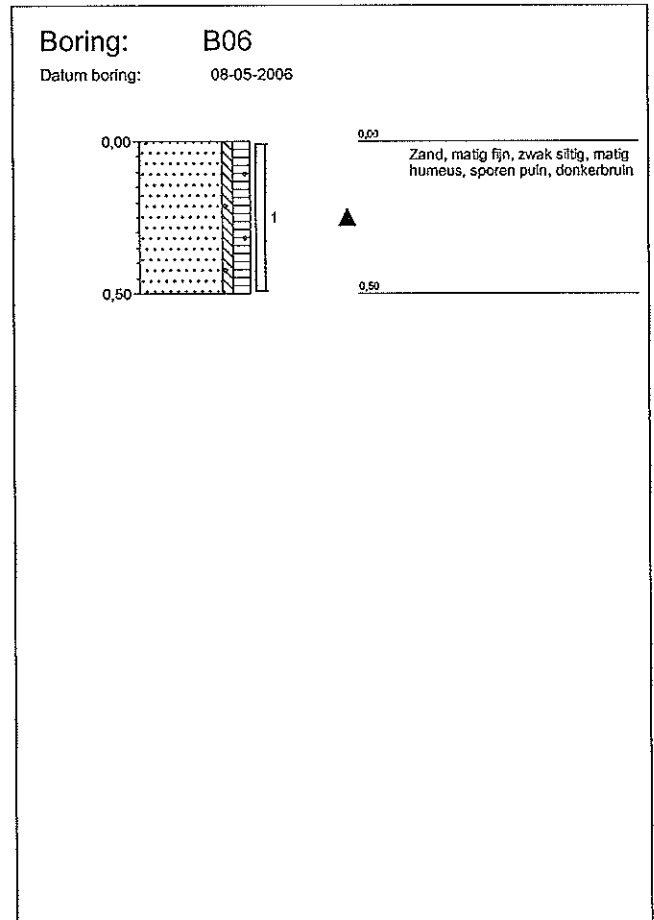 Boring: B06
Datum boring: 08-05-2006
0,00
0,00
Zand, matig fijn, zwak siltig, matig
humeus, sporen puin, donkerbruin
1
0,50
0,50